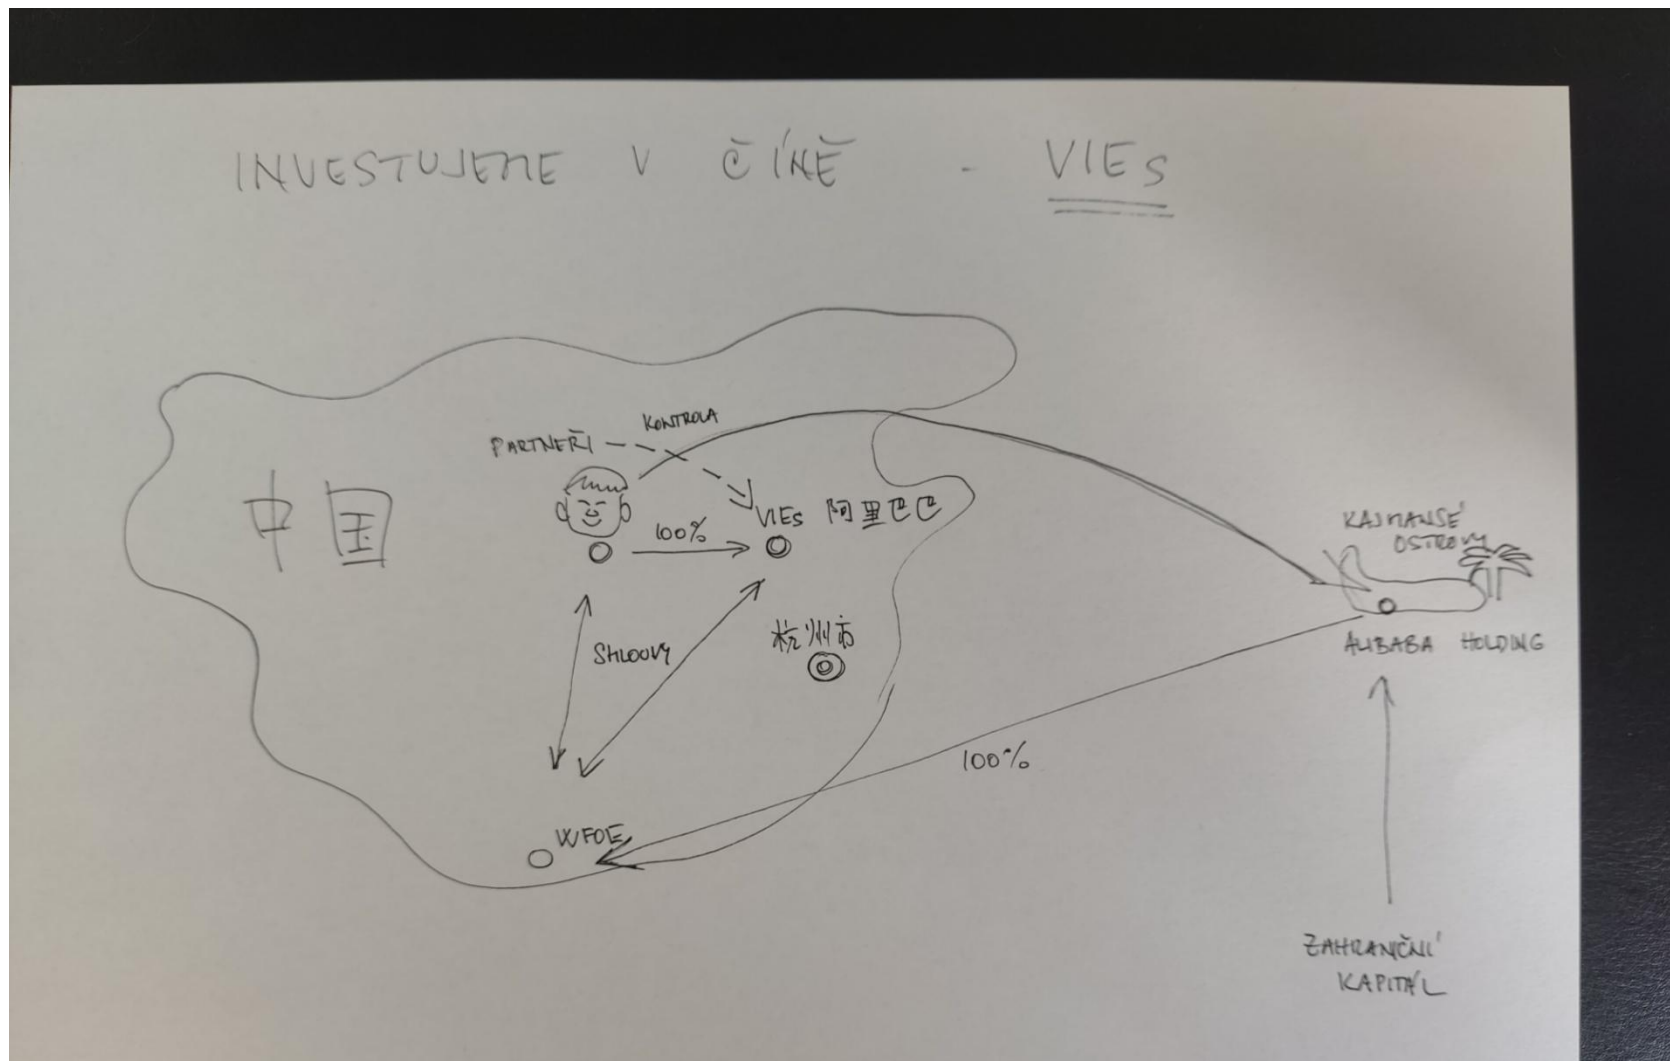 INVESTUJEME V ČÍNĚ - VIEs
KONTROLA
PARTNEŘI
中国
100%
VIEs 阿里巴巴
KAJMANSÉ
OSTROVY
SMLOUVY
杭州市
ALIBABA HOLDING
100%
WFOE
ZAHRANIČNÍ
KAPITÁL